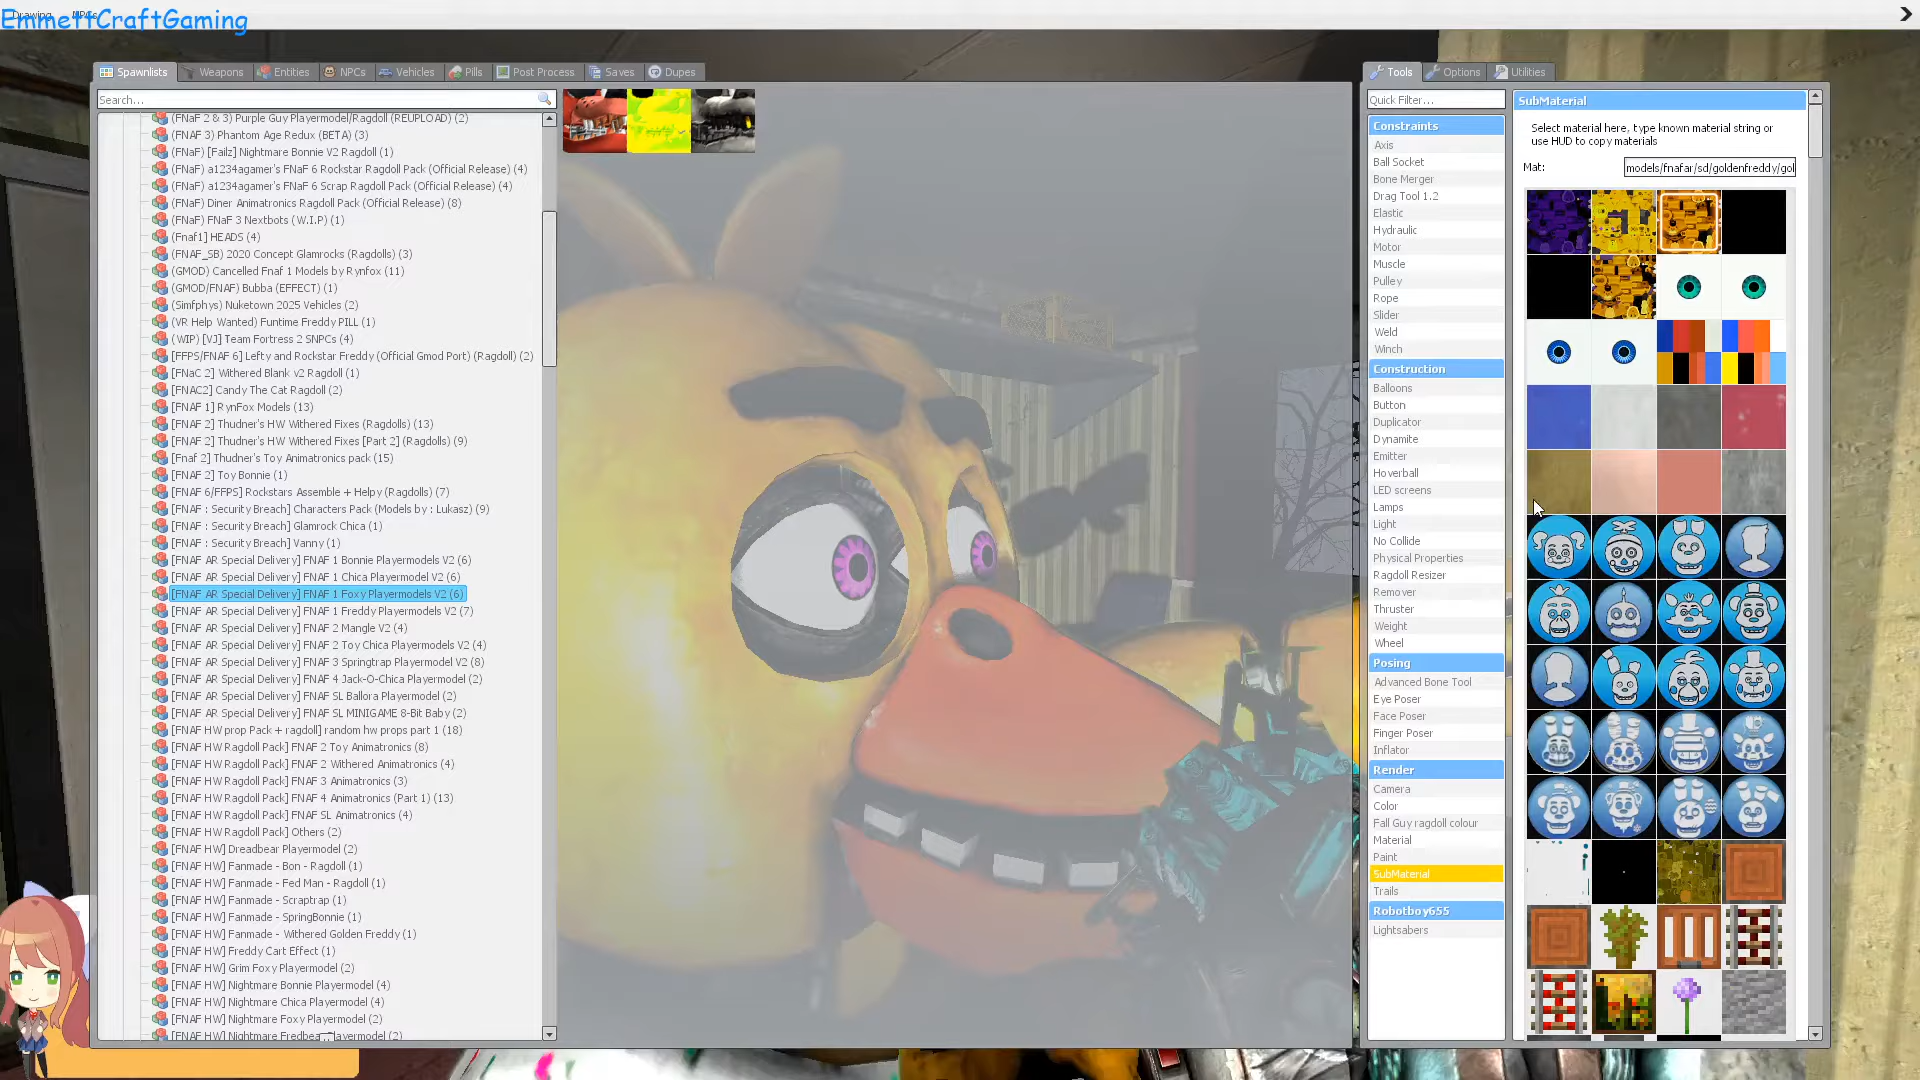 Drawing NPCs
EmmettCraftGaming
Spawnlists
Weapons
Entities
NPCs
Vehicles
Pills
Post Process
Saves
Dupes
Search...
(FNaF 2 & 3) Purple Guy Playermodel/Ragdoll (REUPLOAD) (2)
(FNAF 3) Phantom Age Redux (BETA) (3)
(FNaF) [Failz] Nightmare Bonnie V2 Ragdoll (1)
(FNaF) a1234agamer's FNaF 6 Rockstar Ragdoll Pack (Official Release) (4)
(FNaF) a1234agamer's FNaF 6 Scrap Ragdoll Pack (Official Release) (4)
(FNaF) Diner Animatronics Ragdoll Pack (Official Release) (8)
(FNaF) FNaF 3 Nextbots (W.I.P) (1)
(Fnaf1] HEADS (4)
(FNAF_SB) 2020 Concept Glamrocks (Ragdolls) (3)
(GMOD) Cancelled Fnaf 1 Models by Rynfox (11)
(GMOD/FNAF) Bubba (EFFECT) (1)
(Simfphys) Nuketown 2025 Vehicles (2)
(VR Help Wanted) Funtime Freddy PILL (1)
(WIP) [VJ] Team Fortress 2 SNPCs (4)
[FFPS/FNAF 6] Lefty and Rockstar Freddy (Official Gmod Port) (Ragdoll) (2)
[FNaC 2] Withered Blank v2 Ragdoll (1)
[FNAC2] Candy The Cat Ragdoll (2)
[FNAF 1] RynFox Models (13)
[FNAF 2] Thudner's HW Withered Fixes (Ragdolls) (13)
[FNAF 2] Thudner's HW Withered Fixes [Part 2] (Ragdolls) (9)
[Fnaf 2] Thudner's Toy Animatronics pack (15)
[FNAF 2] Toy Bonnie (1)
[FNAF 6/FFPS] Rockstars Assemble + Helpy (Ragdolls) (7)
[FNAF : Security Breach] Characters Pack (Models by : Lukasz) (9)
[FNAF : Security Breach] Glamrock Chica (1)
[FNAF : Security Breach] Vanny (1)
[FNAF AR Special Delivery] FNAF 1 Bonnie Playermodels V2 (6)
[FNAF AR Special Delivery] FNAF 1 Chica Playermodel V2 (6)
[FNAF AR Special Delivery] FNAF 1 Foxy Playermodels V2 (6)
[FNAF AR Special Delivery] FNAF 1 Freddy Playermodels V2 (7)
[FNAF AR Special Delivery] FNAF 2 Mangle V2 (4)
[FNAF AR Special Delivery] FNAF 2 Toy Chica Playermodels V2 (4)
[FNAF AR Special Delivery] FNAF 3 Springtrap Playermodel V2 (8)
[FNAF AR Special Delivery] FNAF 4 Jack-O-Chica Playermodel (2)
[FNAF AR Special Delivery] FNAF SL Ballora Playermodel (2)
[FNAF AR Special Delivery] FNAF SL MINIGAME 8-Bit Baby (2)
[FNAF HW prop Pack + ragdoll] random hw props part 1 (18)
[FNAF HW Ragdoll Pack] FNAF 2 Toy Animatronics (8)
[FNAF HW Ragdoll Pack] FNAF 2 Withered Animatronics (4)
[FNAF HW Ragdoll Pack] FNAF 3 Animatronics (3)
[FNAF HW Ragdoll Pack] FNAF 4 Animatronics (Part 1) (13)
[FNAF HW Ragdoll Pack] FNAF SL Animatronics (4)
[FNAF HW Ragdoll Pack] Others (2)
[FNAF HW] Dreadbear Playermodel (2)
[FNAF HW] Fanmade - Bon - Ragdoll (1)
[FNAF HW] Fanmade - Fed Man - Ragdoll (1)
[FNAF HW] Fanmade - Scraptrap (1)
[FNAF HW] Fanmade - SpringBonnie (1)
[FNAF HW] Fanmade - Withered Golden Freddy (1)
[FNAF HW] Freddy Cart Effect (1)
[FNAF HW] Grim Foxy Playermodel (2)
[FNAF HW] Nightmare Bonnie Playermodel (4)
[FNAF HW] Nightmare Chica Playermodel (4)
[FNAF HW] Nightmare Foxy Playermodel (2)
[FNAF HW] Nightmare Fredbear Playermodel (2)
Tools
Options
Utilities
Quick Filter...
Constraints
Axis
Ball Socket
Bone Merger
Drag Tool 1.2
Elastic
Hydraulic
Motor
Muscle
Pulley
Rope
Slider
Weld
Winch
Construction
Balloons
Button
Duplicator
Dynamite
Emitter
Hoverball
LED screens
Lamps
Light
No Collide
Physical Properties
Ragdoll Resizer
Remover
Thruster
Weight
Wheel
Posing
Advanced Bone Tool
Eye Poser
Face Poser
Finger Poser
Inflator
Render
Camera
Color
Fall Guy ragdoll colour
Material
Paint
SubMaterial
Trails
Robotboy655
Lightsabers
SubMaterial
Select material here, type known material string or
use HUD to copy materials
Mat:
models/fnafar/sd/goldenfreddy/gol